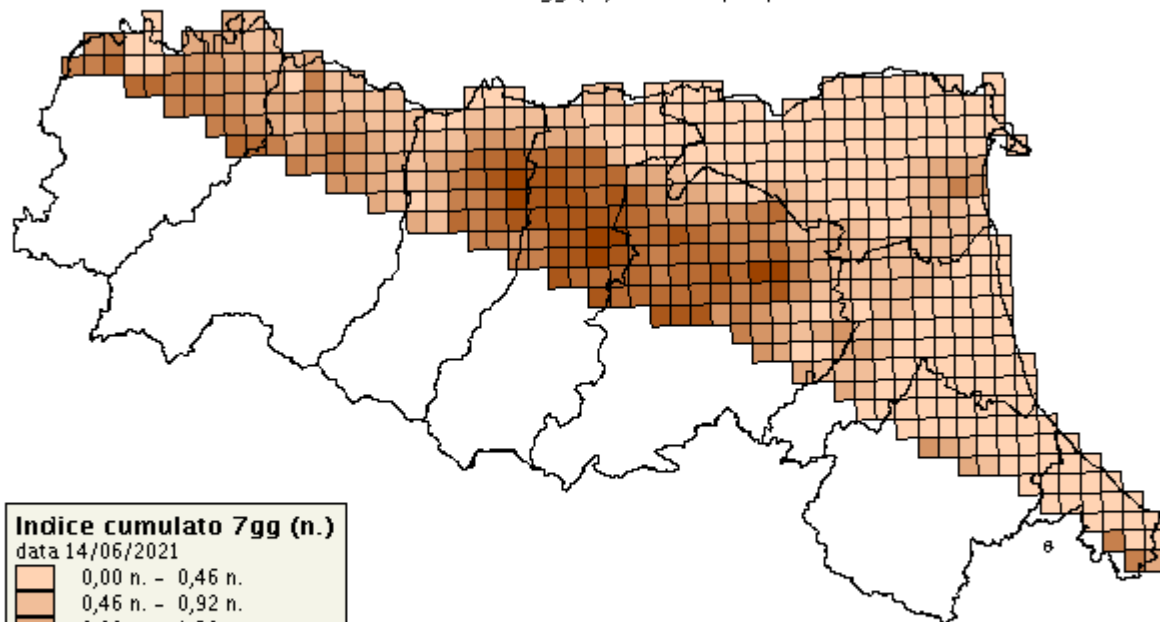 Indice cumulato 7gg (n.)
data 14/06/2021
0,00 n. - 0,46 n.
0,46 n. - 0,92 n.